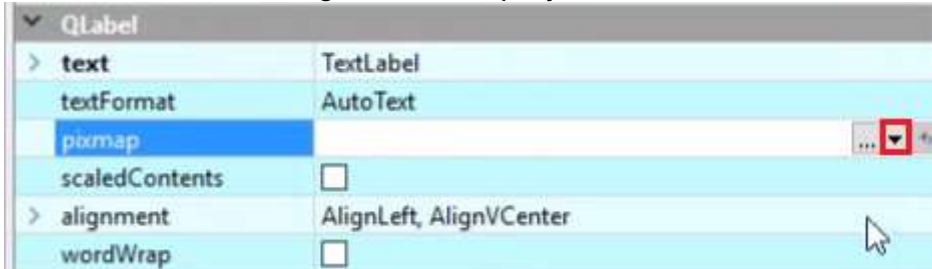 QLabel
text TextLabel
textFormat AutoText
pixmap ...
scaledContents
alignment AlignLeft, AlignVCenter
wordWrap